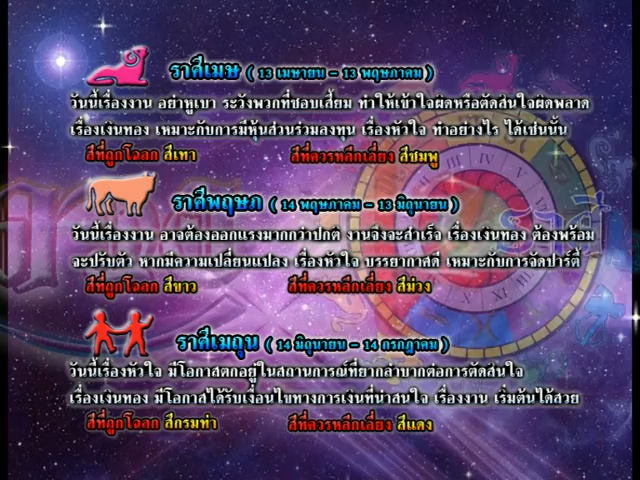 ราศีเมษ ( 13 เมษายน - 13 พฤษภาคม )
วันนี้เรื่องงาน อย่าหูเบา ระวังพวกที่ชอบเสี้ยม ทำให้เข้าใจผิดหรือตัดสินใจผิดพลาด
เรื่องเงินทอง เหมาะกับการมีหุ้นส่วนร่วมลงทุน เรื่องหัวใจ ทำอย่างไร ได้เช่นนั้น
สีที่ถูกโฉลก สีเทา สีที่ควรหลีกเลี่ยง สีชมพู
ราศีพฤษภ ( 14 พฤษภาคม - 13 มิถุนายน )
วันนี้เรื่องงาน อาจต้องออกแรงมากกว่าปกติ งานจึงจะสำเร็จ เรื่องเงินทอง ต้องพร้อม
จะปรับตัว หากมีความเปลี่ยนแปลง เรื่องหัวใจ บรรยากาศดี เหมาะกับการจัดปาร์ตี้
สีที่ถูกโฉลก สีขาว สีที่ควรหลีกเลี่ยง สีม่วง
ราศีเมถุน ( 14 มิถุนายน - 14 กรกฎาคม )
วันนี้เรื่องหัวใจ มีโอกาสตกอยู่ในสถานการณ์ที่ยากลำบากต่อการตัดสินใจ
เรื่องเงินทอง มีโอกาสได้รับเงื่อนไขทางการเงินที่น่าสนใจ เรื่องงาน เริ่มต้นได้สวย
สีที่ถูกโฉลก สีกรมท่า สีที่ควรหลีกเลี่ยง สีแดง